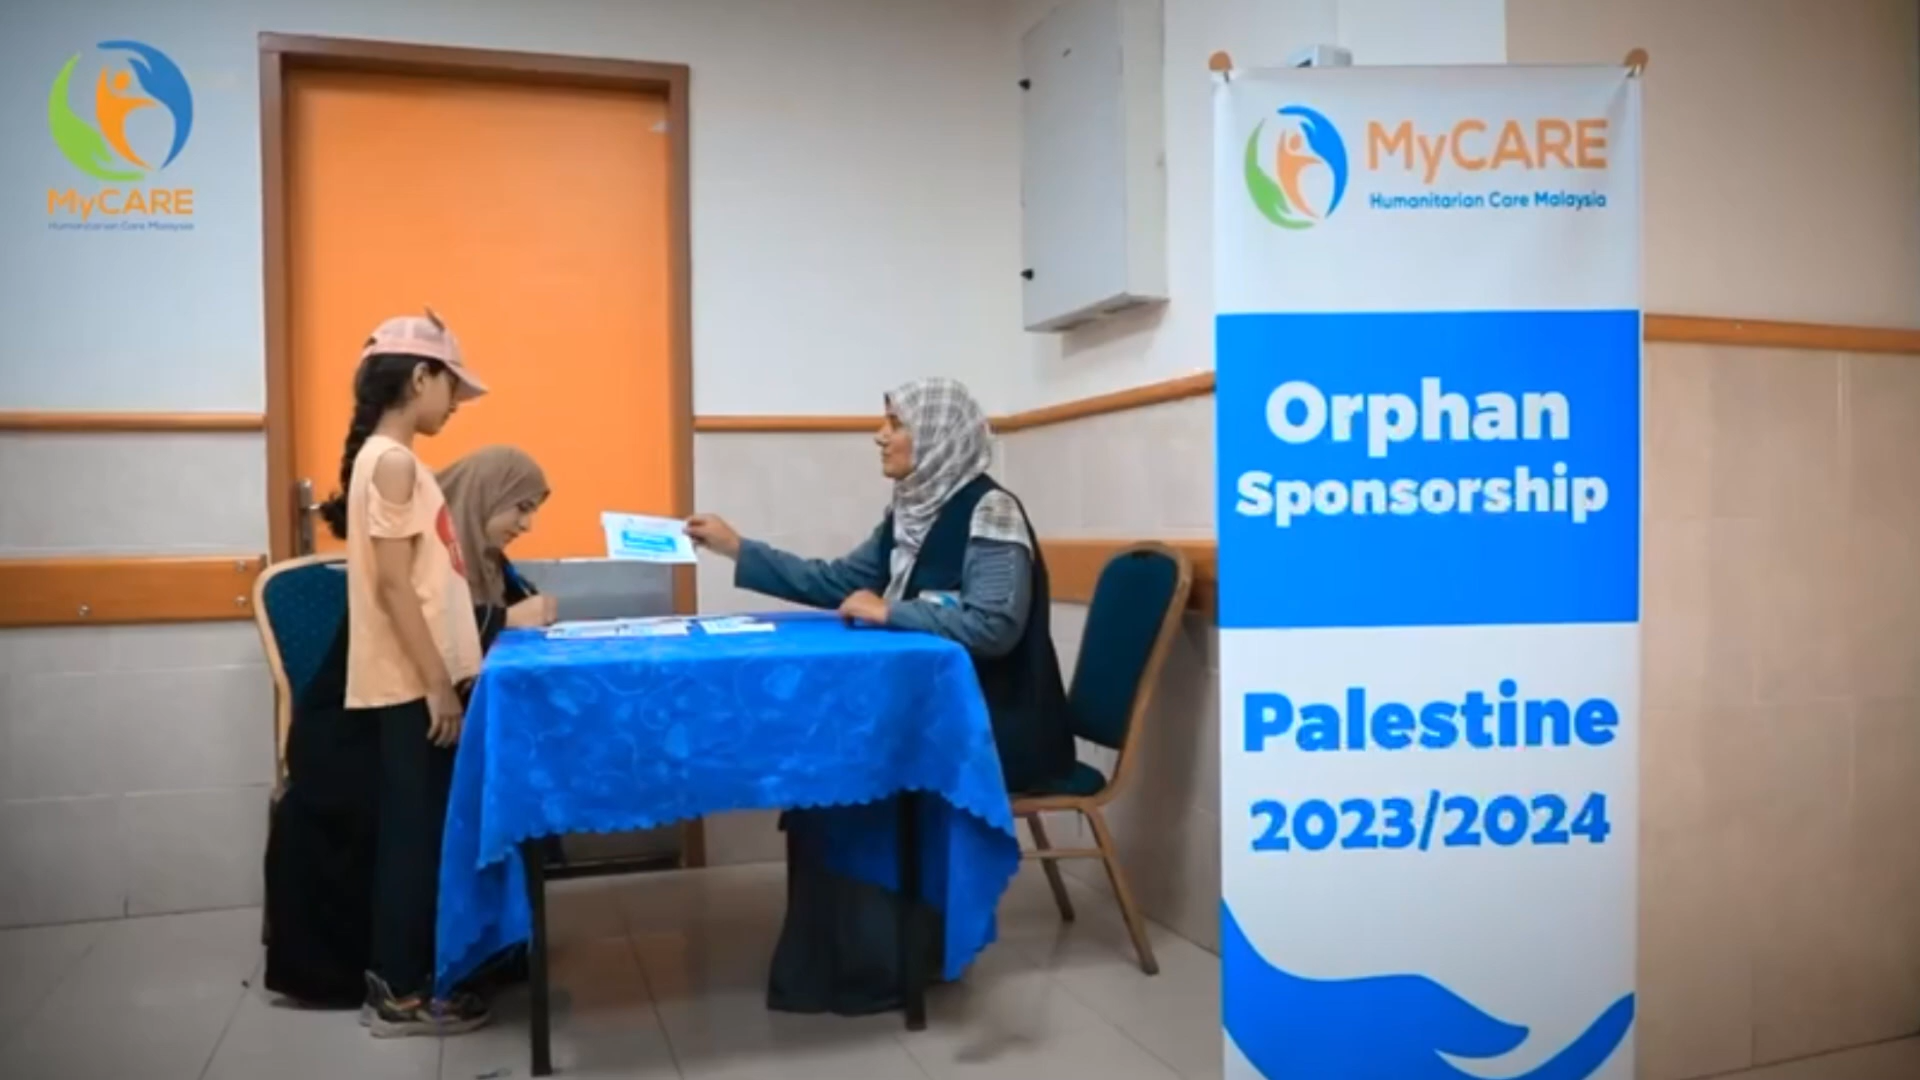 MyCARE
Humanitarian Care Malaysia
MyCARE
Humanitarian Care Malaysia
Orphan
Sponsorship
Palestine
2023/2024